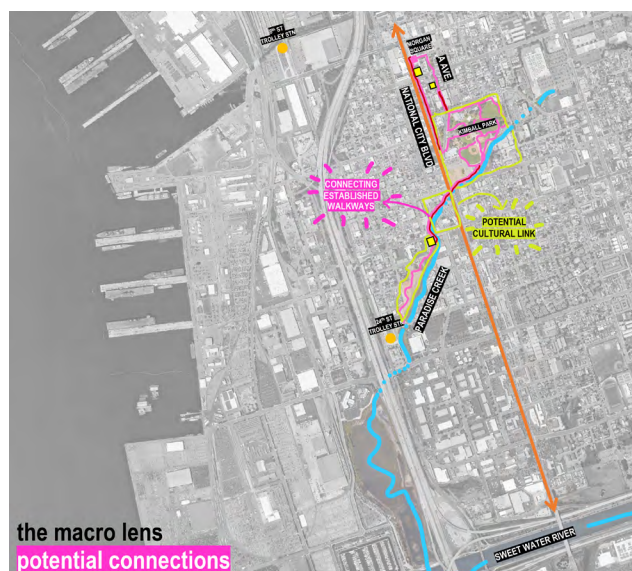 8th ST
TROLLEY STN
MORGAN
SQUARE
A AVE
NATIONAL CITY BLVD
KIMBALL PARK
CONNECTING
ESTABLISHED
WALKWAYS
POTENTIAL
CULTURAL LINK
PARADISE CREEK
24th ST
TROLLEY STN
SWEET WATER RIVER
the macro lens
potential connections